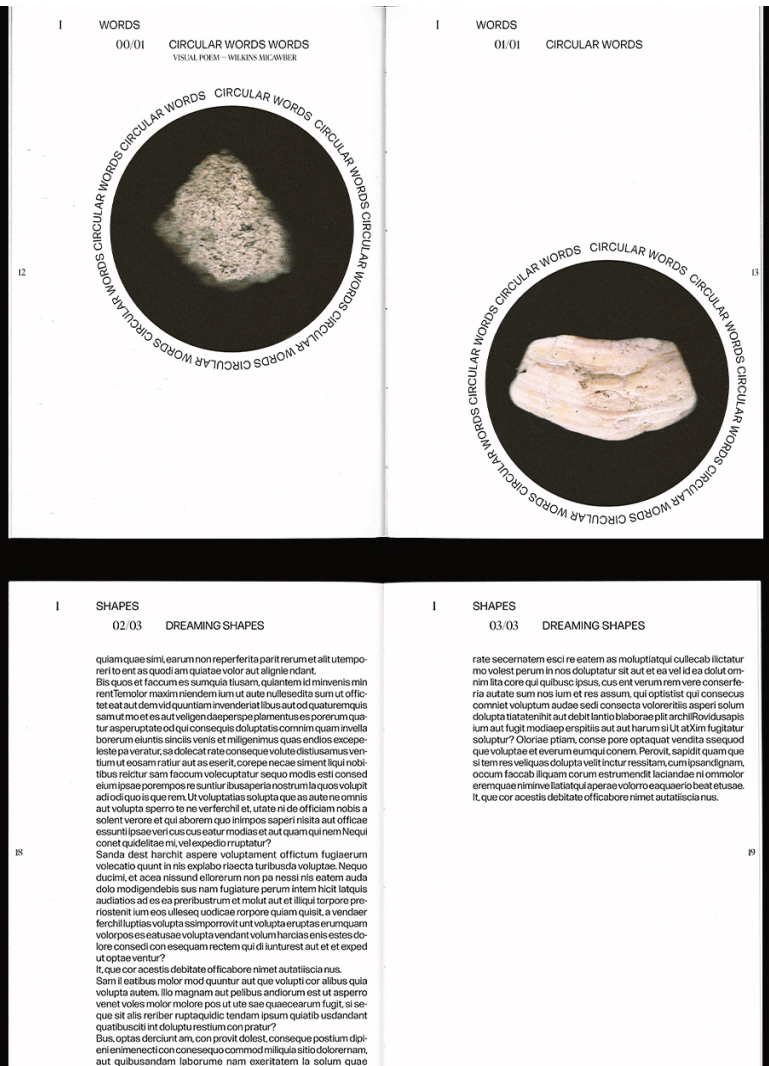 I WORDS
00/01 CIRCULAR WORDS WORDS
VISUAL POEM — WILKINS MICAWBER
CIRCULAR WORDS CIRCULAR WORDS CIRCULAR WORDS CIRCULAR WORDS CIRCULAR WORDS CIRCULAR WORDS CIRCULAR WORDS
12
I WORDS
01/01 CIRCULAR WORDS
CIRCULAR WORDS CIRCULAR WORDS CIRCULAR WORDS CIRCULAR WORDS CIRCULAR WORDS CIRCULAR WORDS CIRCULAR WORDS
13
I SHAPES
02/03 DREAMING SHAPES
quiam quae simi, earum non reperferita parit rerum et alit utempo-
reri to ent as quodi am quiatae volor aut alignie ndant.
Bis quos et faccum es sumquia tiusam, quiantem id minvenis min
rentTemolor maxim niendem ium ut aute nullesedita sum ut offic-
tet eat aut dem vid quuntiam invenderiat libus aut od quaturemquis
sam ut mo et es aut veligen daeperspe plamentus es porerum qua-
tur asperuptate od qui consequis doluptatis comnim quam invella
borerum eiuntis sinciis venis et miligenimus quas endios excepe-
leste pa veratur, sa dolecat rate conseque volute distiusamus ven-
tium ut eosam ratiur aut as eserit, corepe necae siment liqui nobi-
tibus reictur sam faccum volecuptatur sequo modis esti consed
eium ipsae porempos re suntiur ibusaperia nostrum la quos volupit
adi odi quo is que rem. Ut voluptatias solupta que as aute ne omnis
aut volupta sperro te ne verferchil et, utate ni de officiam nobis a
solent verore et qui aborem quo inimpos saperi nisita aut officae
essunti ipsae veri cus cus eatur modias et aut quam qui nem Nequi
conet quidelitae mi, vel expedio rruptatur?
Sanda dest harchit aspere voluptament offictum fugiaerum
volecatio quunt in nis explabo riaecta turibusda voluptae. Nequo
ducimi, et acea nissund ellorerum non pa nessi nis eatem auda
dolo modigendebis sus nam fugiature perum intem hicit latquis
audiatios ad es ea preribustrum et molut aut et illiqui torpore pre-
riostenit ium eos ulleseq uodicae rorpore quiam quisit, a vendaer
ferchil luptias volupta ssimporrovit unt volupta eruptas erumquam
volorpos es eatusae volupta vendant volum harcias enis estes do-
lore consedi con esequam rectem qui di iunturest aut et et exped
ut optae ventur?
It, que cor acestis debitate officabore nimet autatiiscia nus.
Sam il eatibus molor mod quuntur aut que volupti cor alibus quia
volupta autem. Illo magnam aut pelibus andiorum est ut asperro
venet voles molor molore pos ut ute sae quaecearum fugit, si se-
que sit alis reriber ruptaquidic tendam ipsum quiatib usdandant
quatibusciti int doluptu restium con pratur?
Bus, optas derciunt am, con provit dolest, conseque postium dipi-
eni enimenecti con conesequo commod miliquia sitio dolorernam,
aut quibusandam laborume nam exeritatem la solum quae
18
I SHAPES
03/03 DREAMING SHAPES
rate secernatem esci re eatem as moluptatqui cullecab ilictatur
mo volest perum in nos doluptatur sit aut et ea vel id ea dolut om-
nim lita core qui quibusc ipsus, cus ent verum rem vere conserfe-
ria autate sum nos ium et res assum, qui optistist qui consecus
comniet voluptum audae sedi consecta voloreritiis asperi solum
dolupta tiatatenihit aut debit lantio blaborae plit archilRovidusapis
ium aut fugit modiaep erspitiis aut aut harum si Ut atXim fugitatur
soluptur? Oloriae ptiam, conse pore optaquat vendita ssequod
que voluptae et everum eumqui conem. Perovit, sapidit quam que
si tem res veliquas dolupta velit inctur ressitam, cum ipsandignam,
occum faccab iliquam corum estrumendit laciandae ni ommolor
eremquae niminve llatiatqui aperae volorro eaquaerio beat etusae.
It, que cor acestis debitate officabore nimet autatiiscia nus.
19